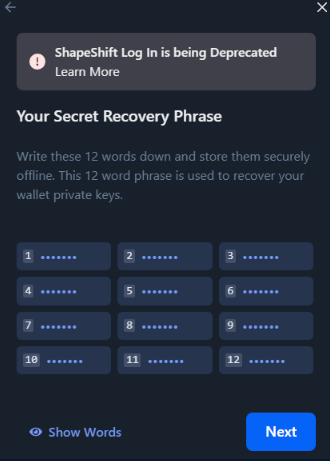 ShapeShift Log In is being Deprecated
Learn More
Your Secret Recovery Phrase
Write these 12 words down and store them securely
offline. This 12 word phrase is used to recover your
wallet private keys.
1 ••••••• 2 ••••••• 3 •••••••
4 ••••••• 5 ••••••• 6 •••••••
7 ••••••• 8 ••••••• 9 •••••••
10 ••••••• 11 ••••••• 12 •••••••
Show Words Next